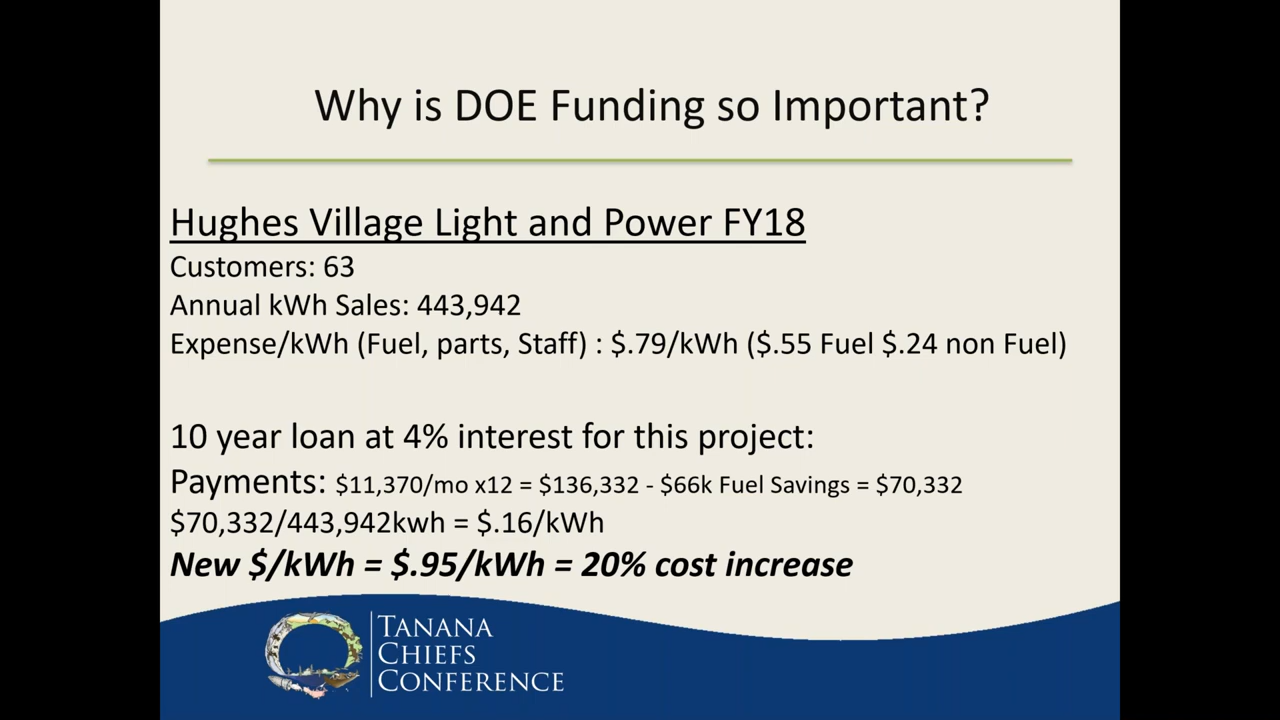 Why is DOE Funding so Important?
Hughes Village Light and Power FY18
Customers: 63
Annual kWh Sales: 443,942
Expense/kWh (Fuel, parts, Staff) : $.79/kWh ($.55 Fuel $.24 non Fuel)
10 year loan at 4% interest for this project:
Payments: $11,370/mo x12 = $136,332 - $66k Fuel Savings = $70,332
$70,332/443,942kwh = $.16/kWh
New $/kWh = $.95/kWh = 20% cost increase
TANANA
CHIEFS
CONFERENCE